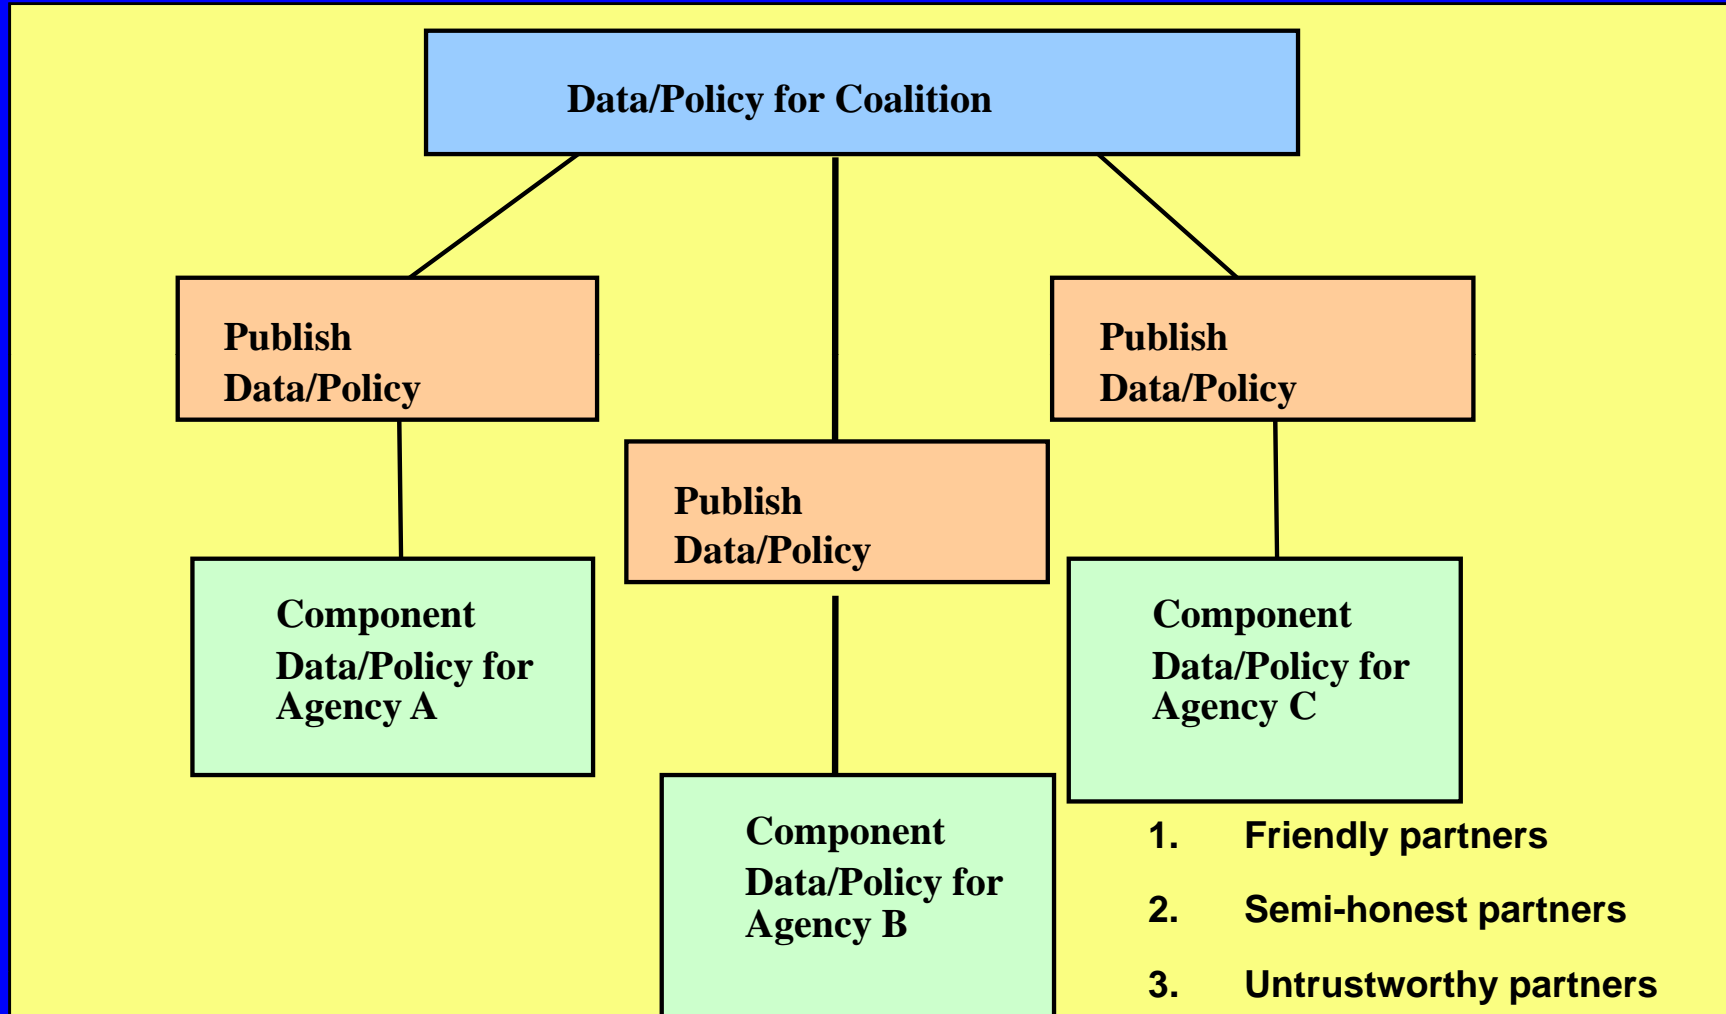 Data/Policy for Coalition
Publish
Data/Policy
Publish
Data/Policy
Publish
Data/Policy
Component
Data/Policy for
Agency A
Component
Data/Policy for
Agency C
Component
Data/Policy for
Agency B
1. Friendly partners
2. Semi-honest partners
3. Untrustworthy partners